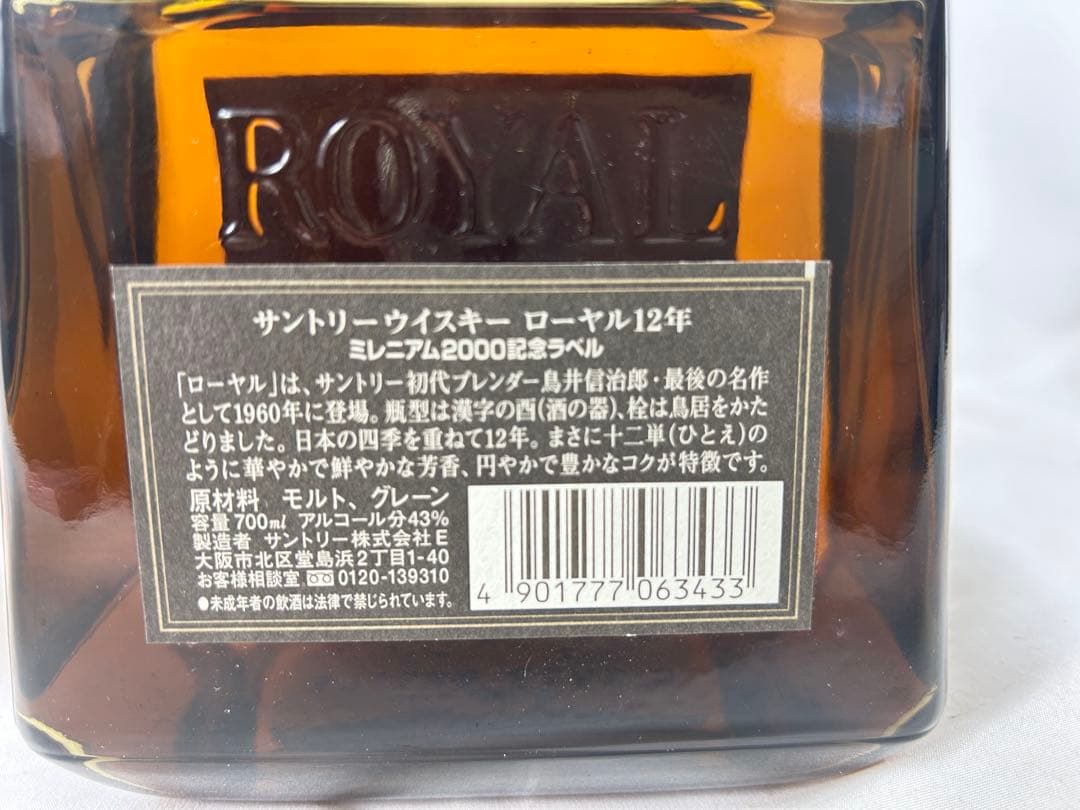 ROYAL
サントリーウイスキー ローヤル12年
ミレニアム2000記念ラベル
「ローヤル」は、サントリー初代ブレンダー鳥井信治郎・最後の名作
として1960年に登場。瓶型は漢字の酉(酒の器)、栓は鳥居をかた
どりました。日本の四季を重ねて12年。まさに十二単(ひとえ)の
ように華やかで鮮やかな芳香、円やかで豊かなコクが特徴です。
原材料 モルト、グレーン
容量700ml アルコール分43%
製造者 サントリー株式会社E
大阪市北区堂島浜2丁目1-40
お客様相談室 0120-139310
●未成年者の飲酒は法律で禁じられています。
4 901777 063433